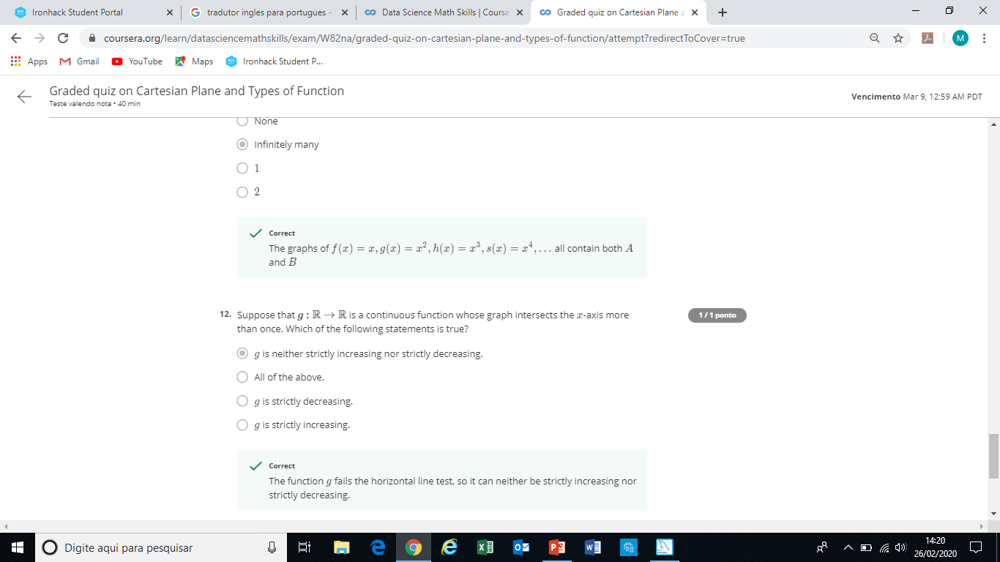 Ironhack Student Portal
tradutor ingles para portugues -
Data Science Math Skills | Course
Graded quiz on Cartesian Plane a
coursera.org/learn/datasciencemathskills/exam/W82na/graded-quiz-on-cartesian-plane-and-types-of-function/attempt?redirectToCover=true
M
Apps
Gmail
YouTube
Maps
Ironhack Student P...
Graded quiz on Cartesian Plane and Types of Function
Teste valendo nota • 40 min
Vencimento Mar 9, 12:59 AM PDT
None
Infinitely many
1
2
Correct
The graphs of f(x) = x, g(x) = x², h(x) = x³, s(x) = x⁴, ... all contain both A
and B
12. Suppose that g : ℝ → ℝ is a continuous function whose graph intersects the x-axis more
than once. Which of the following statements is true?
1 / 1 ponto
g is neither strictly increasing nor strictly decreasing.
All of the above.
g is strictly decreasing.
g is strictly increasing.
Correct
The function g fails the horizontal line test, so it can neither be strictly increasing nor
strictly decreasing.
Digite aqui para pesquisar
14:20
26/02/2020